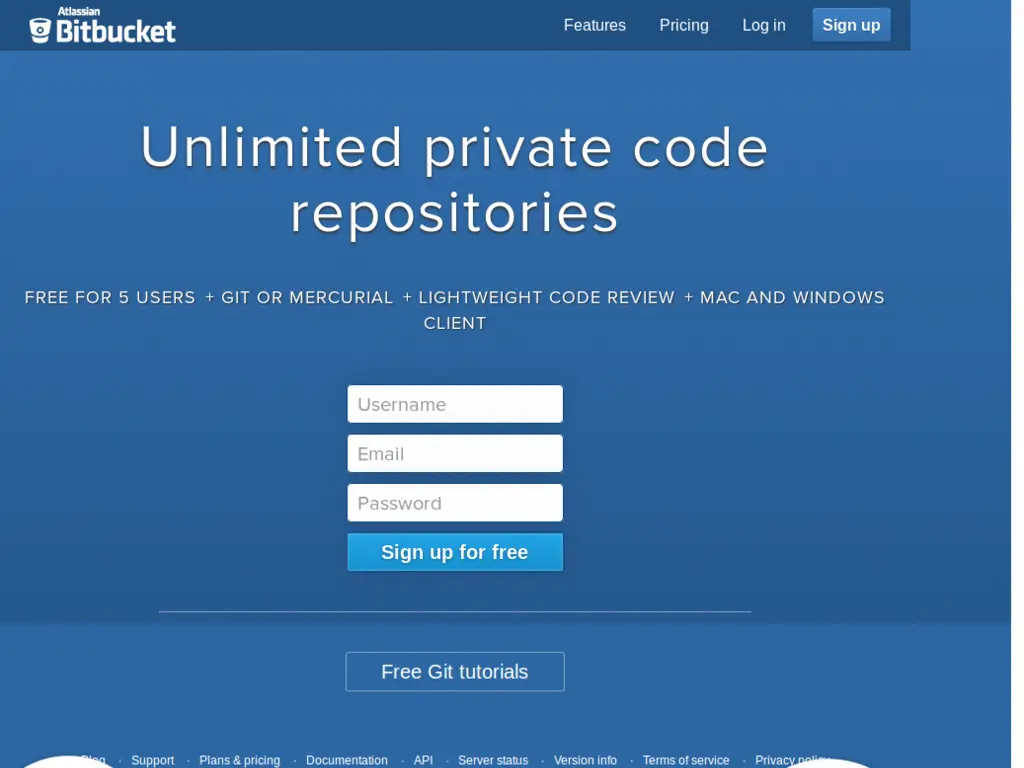 Atlassian
Bitbucket
Features Pricing Log in Sign up
Unlimited private code
repositories
FREE FOR 5 USERS + GIT OR MERCURIAL + LIGHTWEIGHT CODE REVIEW + MAC AND WINDOWS
CLIENT
Username
Email
Password
Sign up for free
Free Git tutorials
Blog · Support · Plans & pricing · Documentation · API · Server status · Version info · Terms of service · Privacy policy